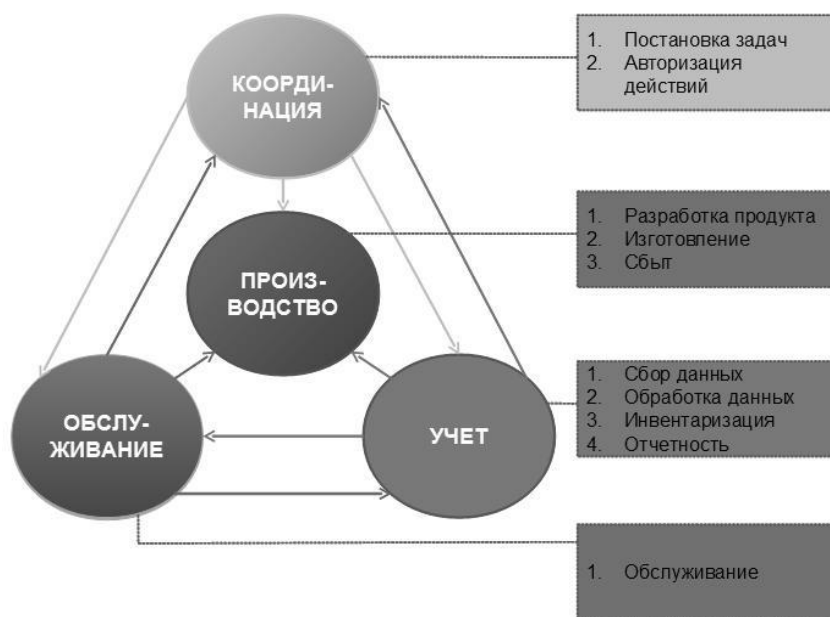 КООРДИ-
НАЦИЯ
1. Постановка задач
2. Авторизация
действий
ПРОИЗ-
ВОДСТВО
1. Разработка продукта
2. Изготовление
3. Сбыт
ОБСЛУ-
ЖИВАНИЕ
УЧЕТ
1. Сбор данных
2. Обработка данных
3. Инвентаризация
4. Отчетность
1. Обслуживание